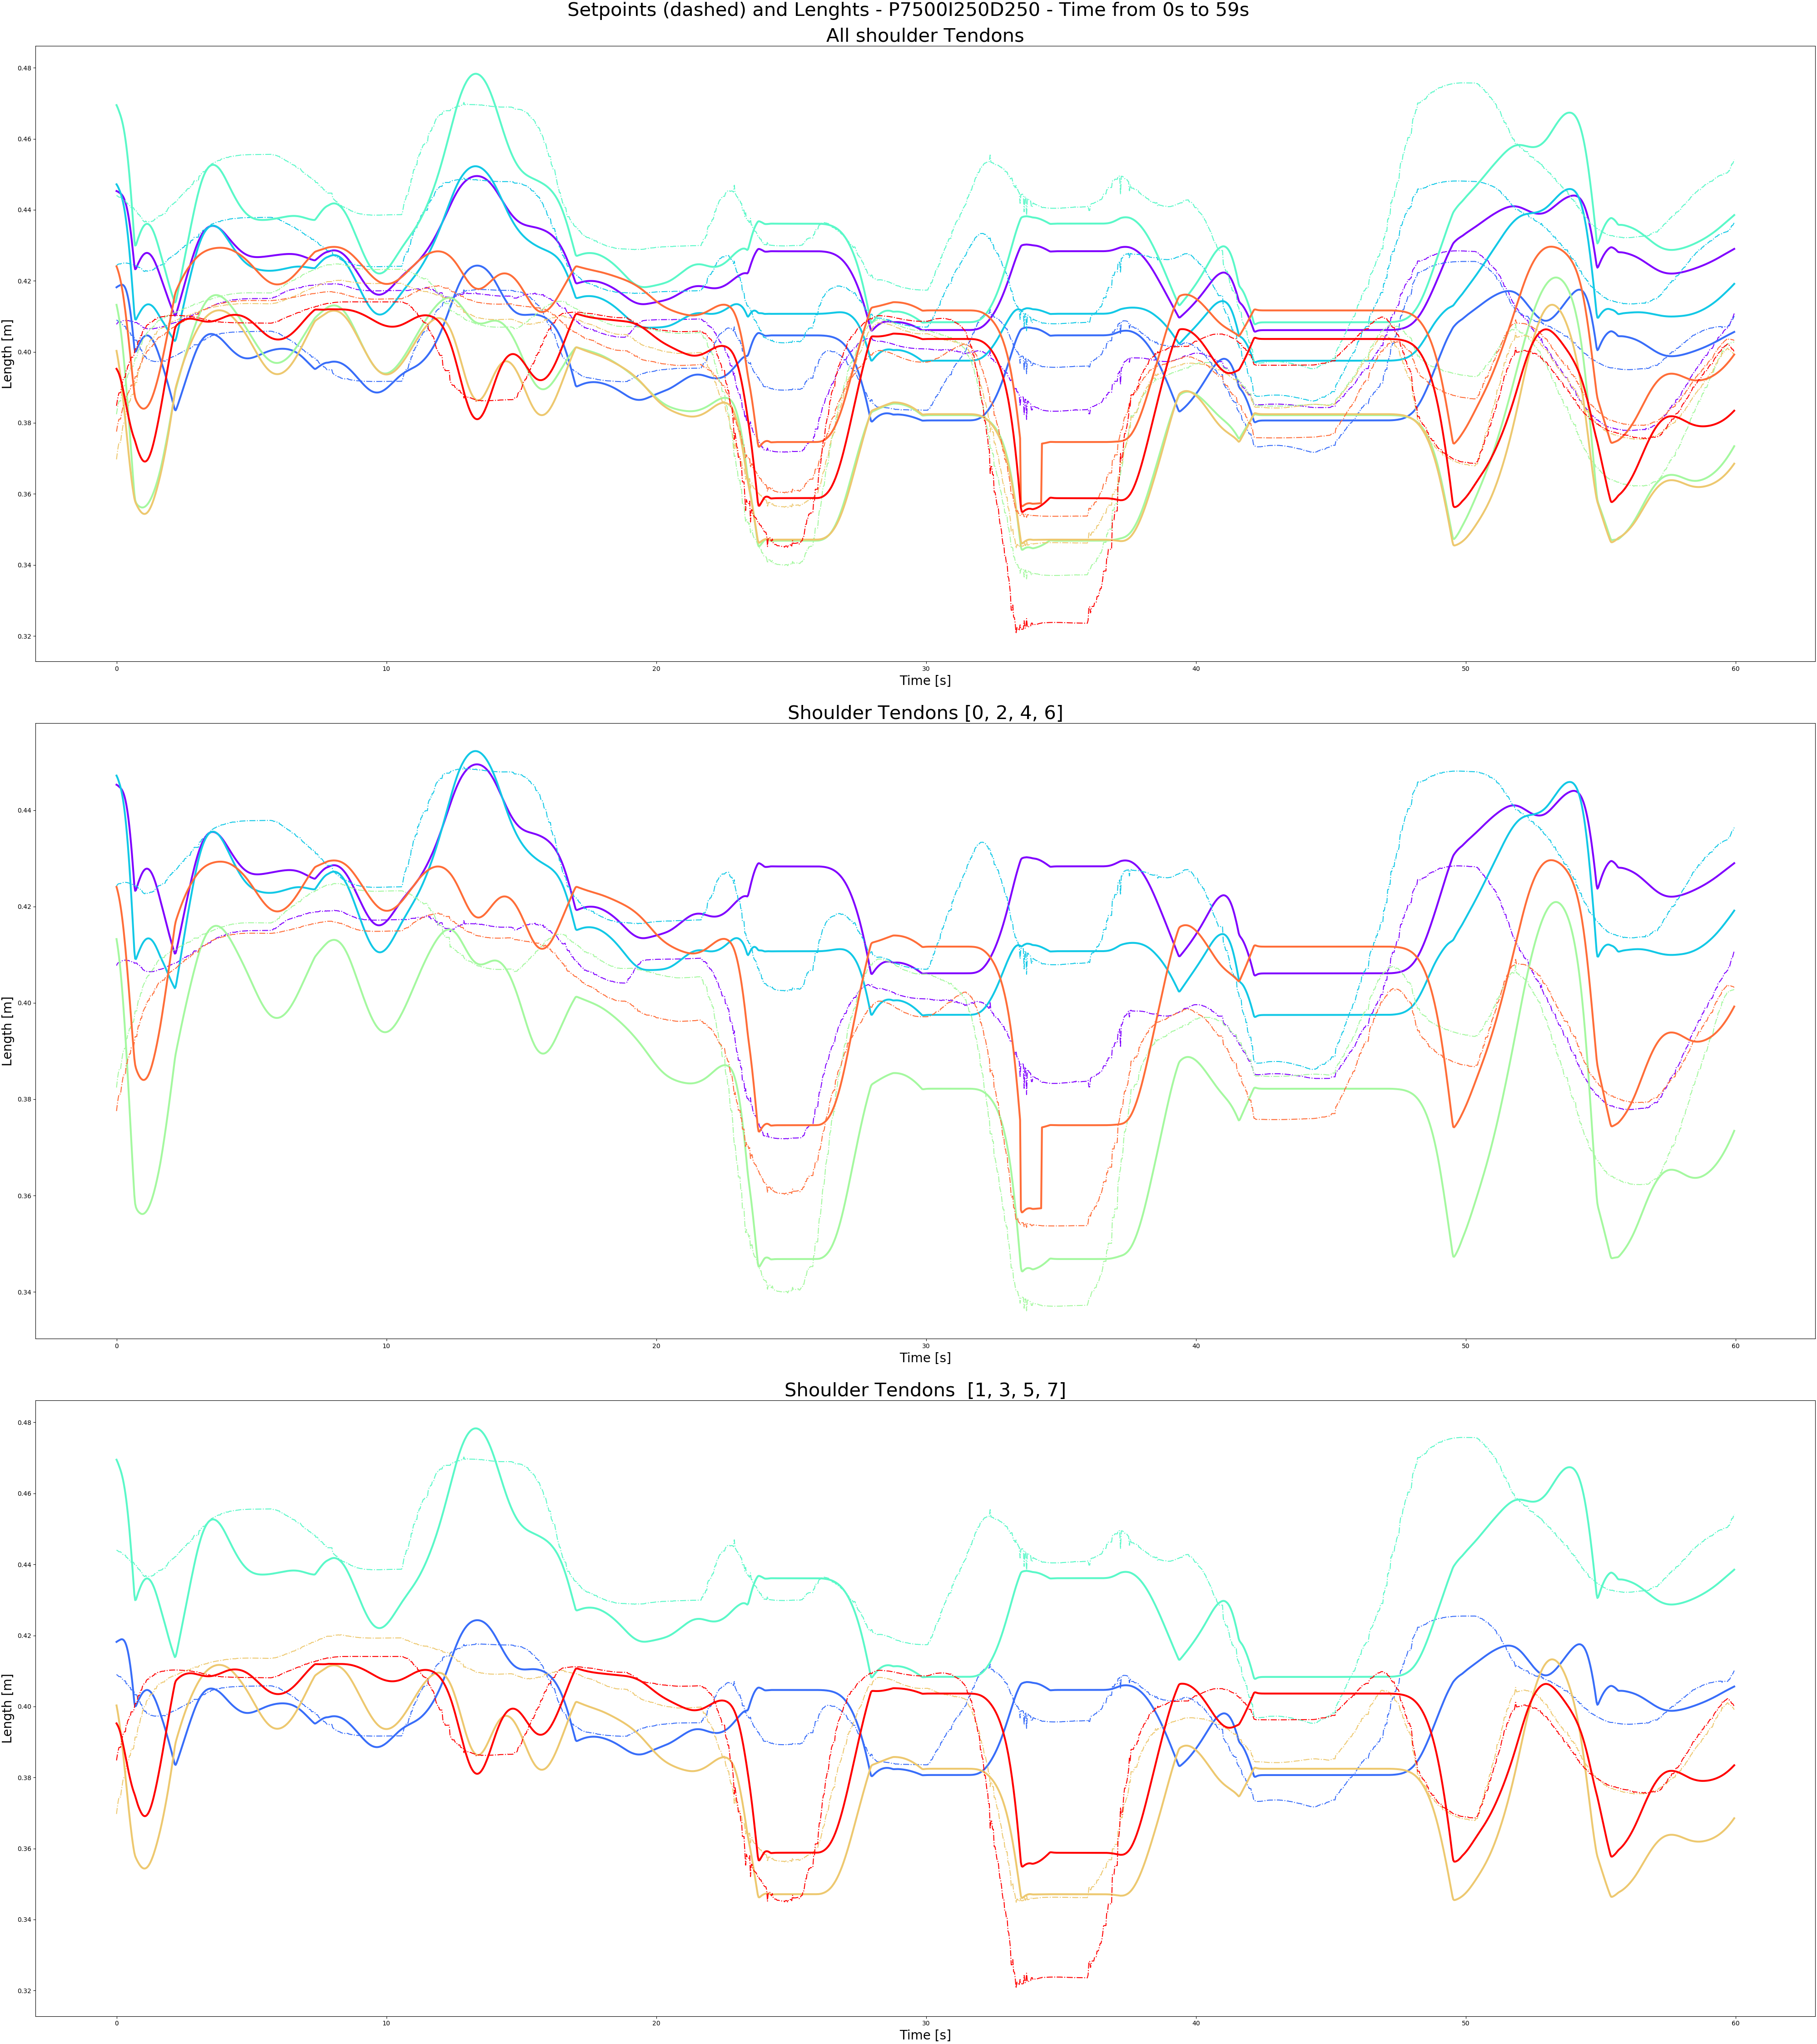 Setpoints (dashed) and Lenghts - P7500I250D250 - Time from 0s to 59s
All shoulder Tendons
Length [m]
0.48
0.46
0.44
0.42
0.40
0.38
0.36
0.34
0.32
0 10 20 30 40 50 60
Time [s]
Shoulder Tendons [0, 2, 4, 6]
Length [m]
0.44
0.42
0.40
0.38
0.36
0.34
0 10 20 30 40 50 60
Time [s]
Shoulder Tendons [1, 3, 5, 7]
Length [m]
0.48
0.46
0.44
0.42
0.40
0.38
0.36
0.34
0.32
0 10 20 30 40 50 60
Time [s]